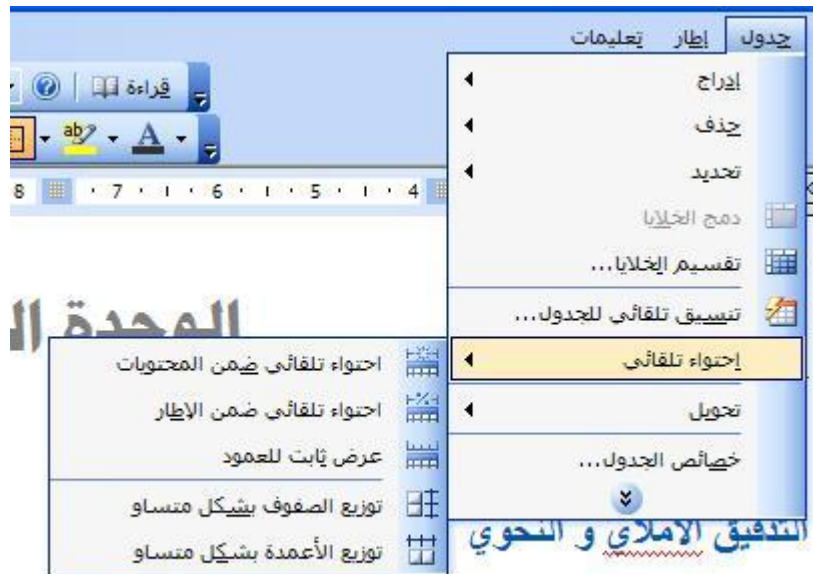 جدول إطار تعليمات
قراءة
إدراج
حذف
تحديد
8 7 6 5 4
دمج الخلايا
تقسيم الخلايا...
تنسيق تلقائي للجدول...
الوحدة
احتواء تلقائي
احتواء تلقائي ضمن المحتويات
احتواء تلقائي ضمن الإطار
عرض ثابت للعمود
توزيع الصفوف بشكل متساو
توزيع الأعمدة بشكل متساو
تحويل
خصائص الجدول...
التدقيق الاملاي و النحوي